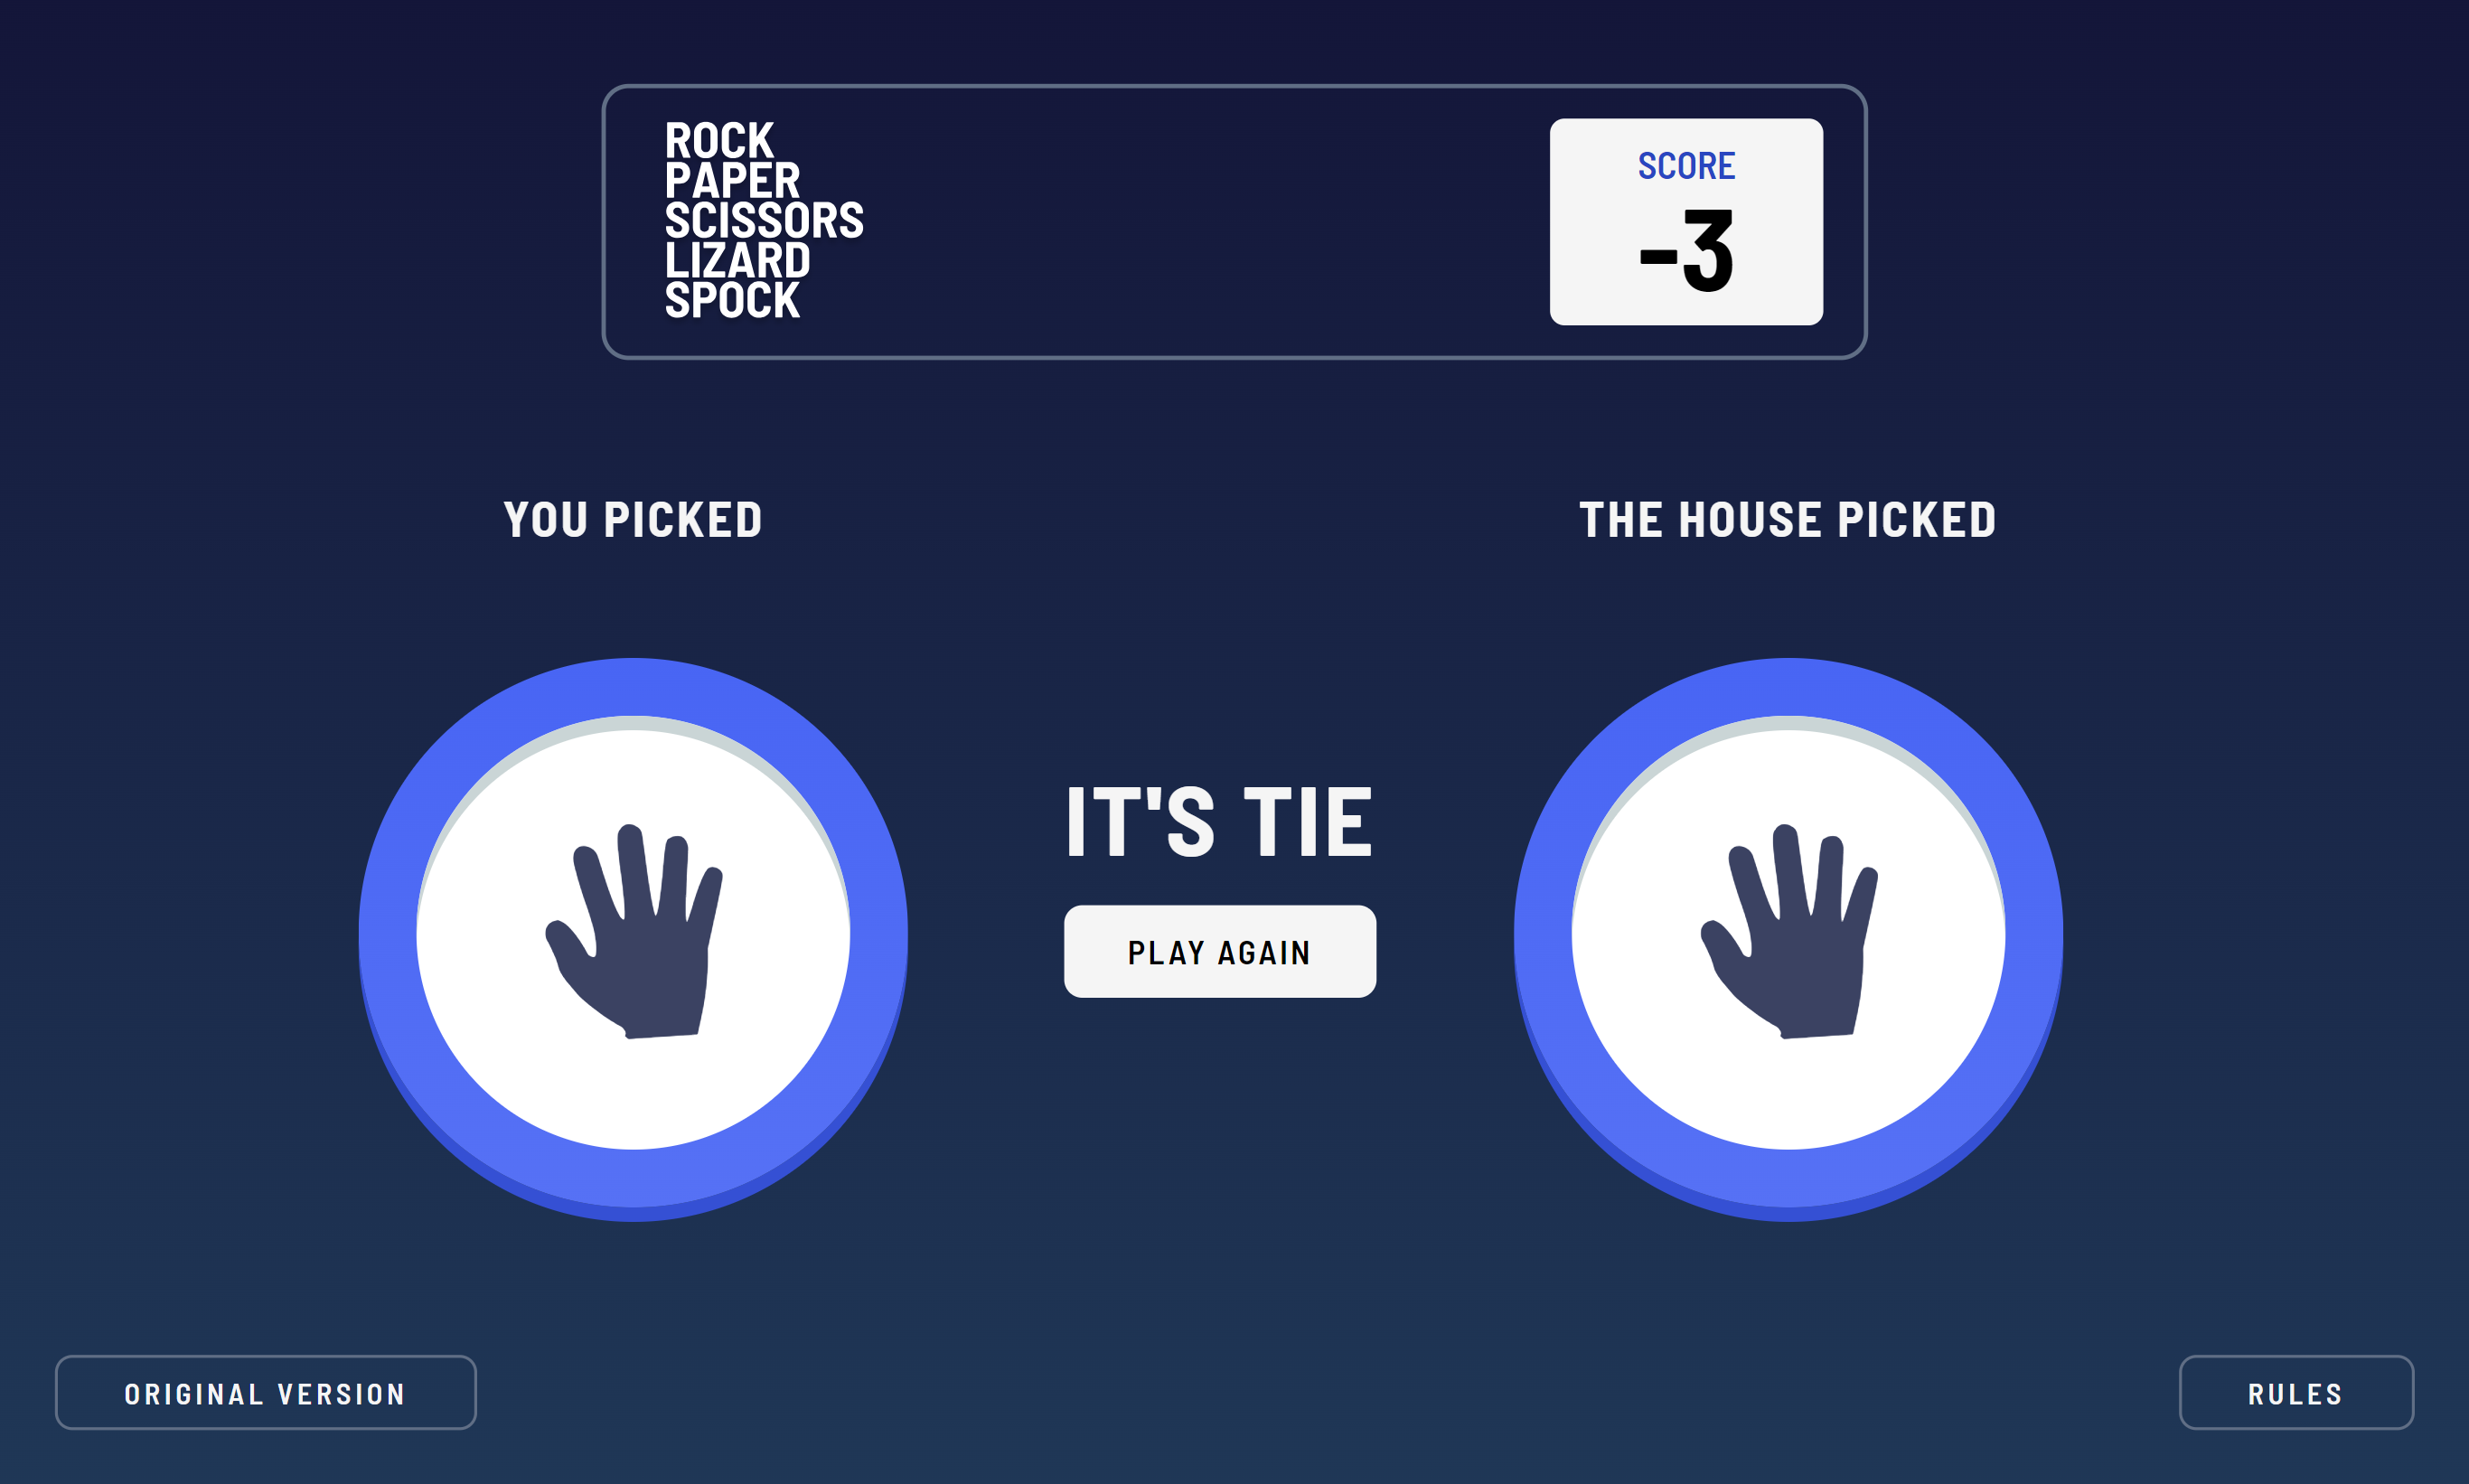 ROCK
PAPER
SCISSORS
LIZARD
SPOCK
SCORE
-3
YOU PICKED
THE HOUSE PICKED
IT'S TIE
PLAY AGAIN
ORIGINAL VERSION
RULES